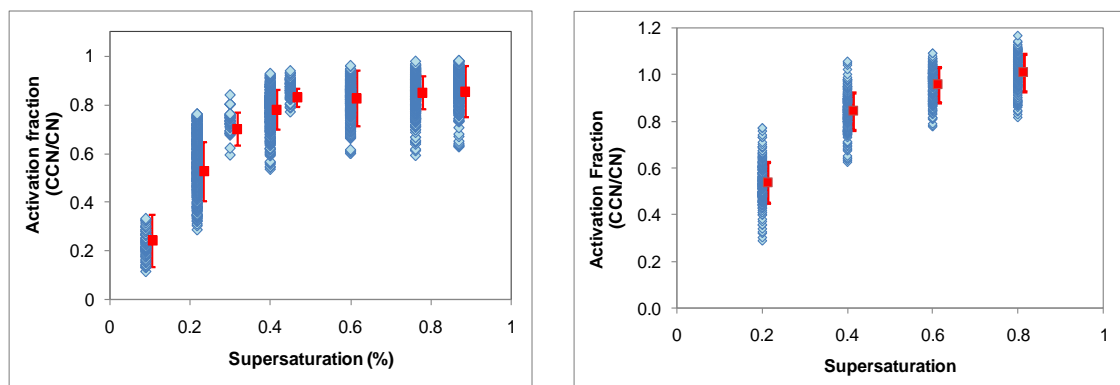 1
0.8
0.6
0.4
0.2
0
0 0.2 0.4 0.6 0.8 1
Activation fraction
(CCN/CN)
Supersaturation (%)
1.2
1.0
0.8
0.6
0.4
0.2
0.0
0 0.2 0.4 0.6 0.8 1
Activation Fraction
(CCN/CN)
Supersaturation